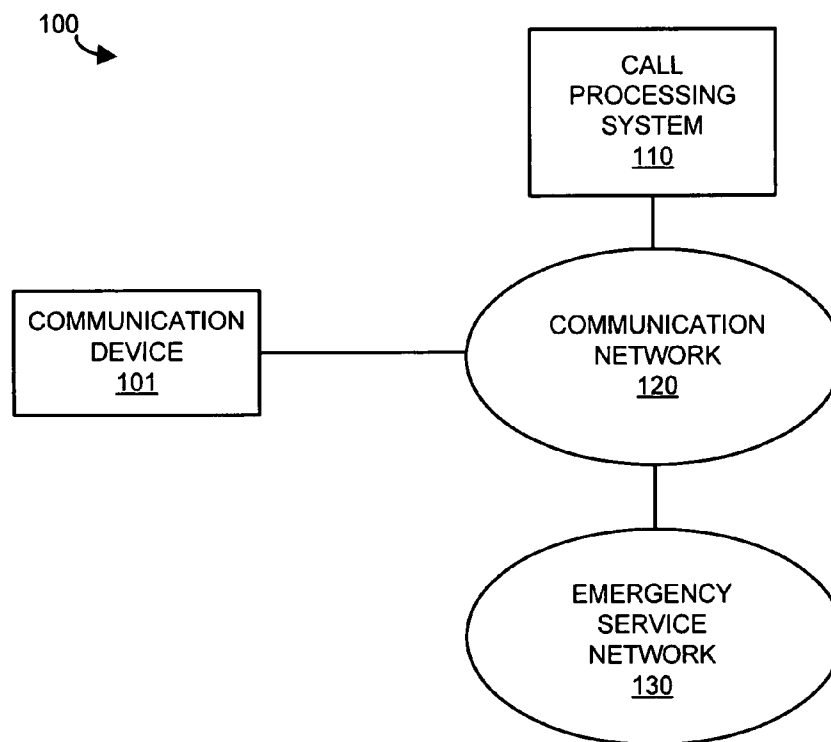 100
CALL
PROCESSING
SYSTEM
110
COMMUNICATION
DEVICE
101
COMMUNICATION
NETWORK
120
EMERGENCY
SERVICE
NETWORK
130